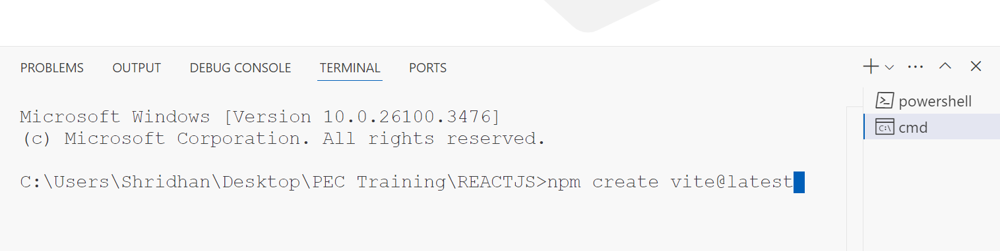 PROBLEMS OUTPUT DEBUG CONSOLE TERMINAL PORTS
powershell
cmd
Microsoft Windows [Version 10.0.26100.3476]
(c) Microsoft Corporation. All rights reserved.
C:\Users\Shridhan\Desktop\PEC Training\REACTJS>npm create vite@latest